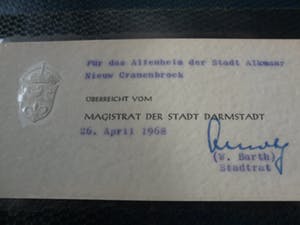 Für das Altenheim der Stadt Alkmaar
Nieuw Cranenbroek
ÜBERREICHT VOM
MAGISTRAT DER STADT DARMSTADT
26. April 1968
(W. Barth)
Stadtrat